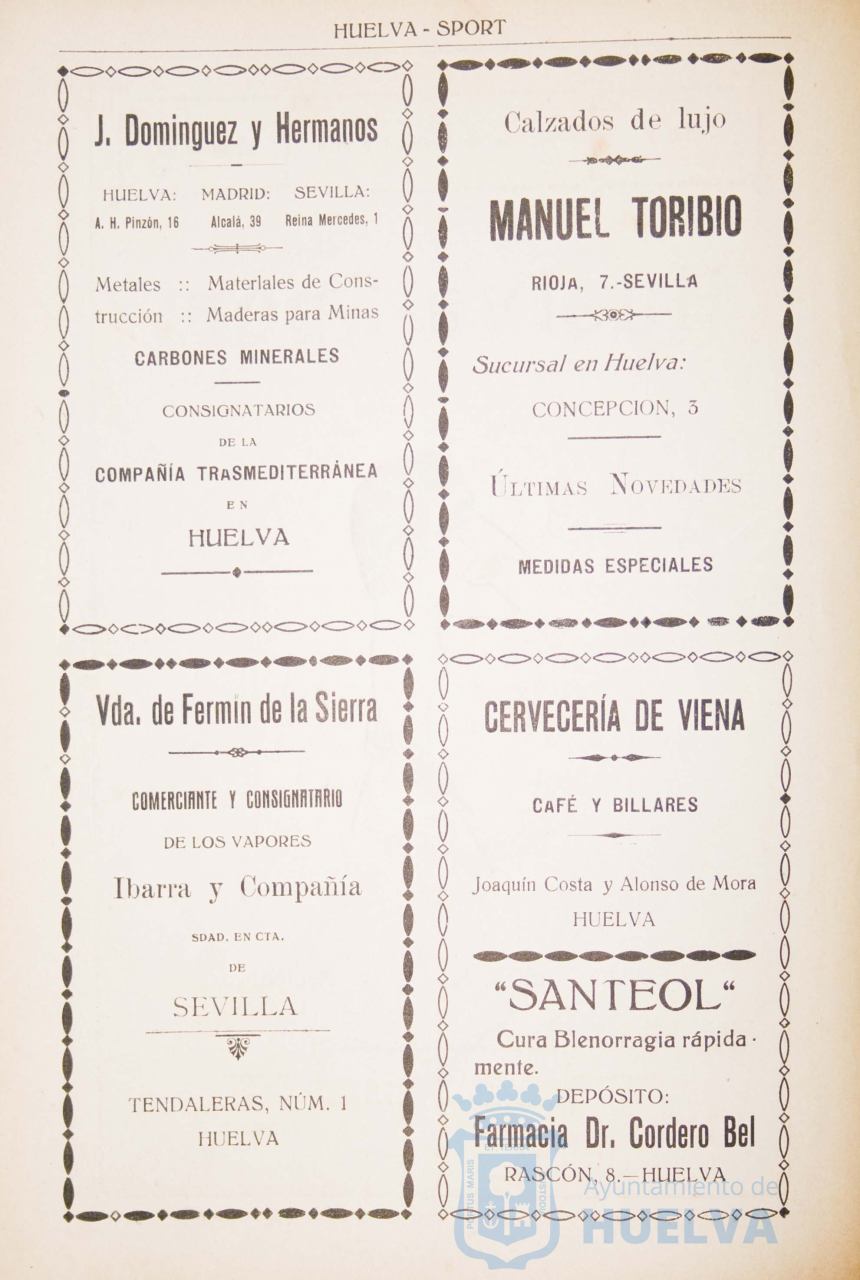 HUELVA - SPORT
J. Dominguez y Hermanos
HUELVA: MADRID: SEVILLA:
A. H. Pinzón, 16 Alcalá, 39 Reina Mercedes, 1
Metales :: Materiales de Cons-
trucción :: Maderas para Minas
CARBONES MINERALES
CONSIGNATARIOS
DE LA
COMPAÑÍA TRASMEDITERRÁNEA
EN
HUELVA
Calzados de lujo
MANUEL TORIBIO
RIOJA, 7.-SEVILLA
Sucursal en Huelva:
CONCEPCION, 3
ÚLTIMAS NOVEDADES
MEDIDAS ESPECIALES
Vda. de Fermín de la Sierra
COMERCIANTE Y CONSIGNATARIO
DE LOS VAPORES
Ibarra y Compañía
SDAD. EN CTA.
DE
SEVILLA
TENDALERAS, NÚM. 1
HUELVA
CERVECERÍA DE VIENA
CAFÉ Y BILLARES
Joaquín Costa y Alonso de Mora
HUELVA
"SANTEOL"
Cura Blenorragia rápida-
mente.
DEPÓSITO:
Farmacia Dr. Cordero Bel
RASCÓN, 8.—HUELVA
Ayuntamiento de
HUELVA